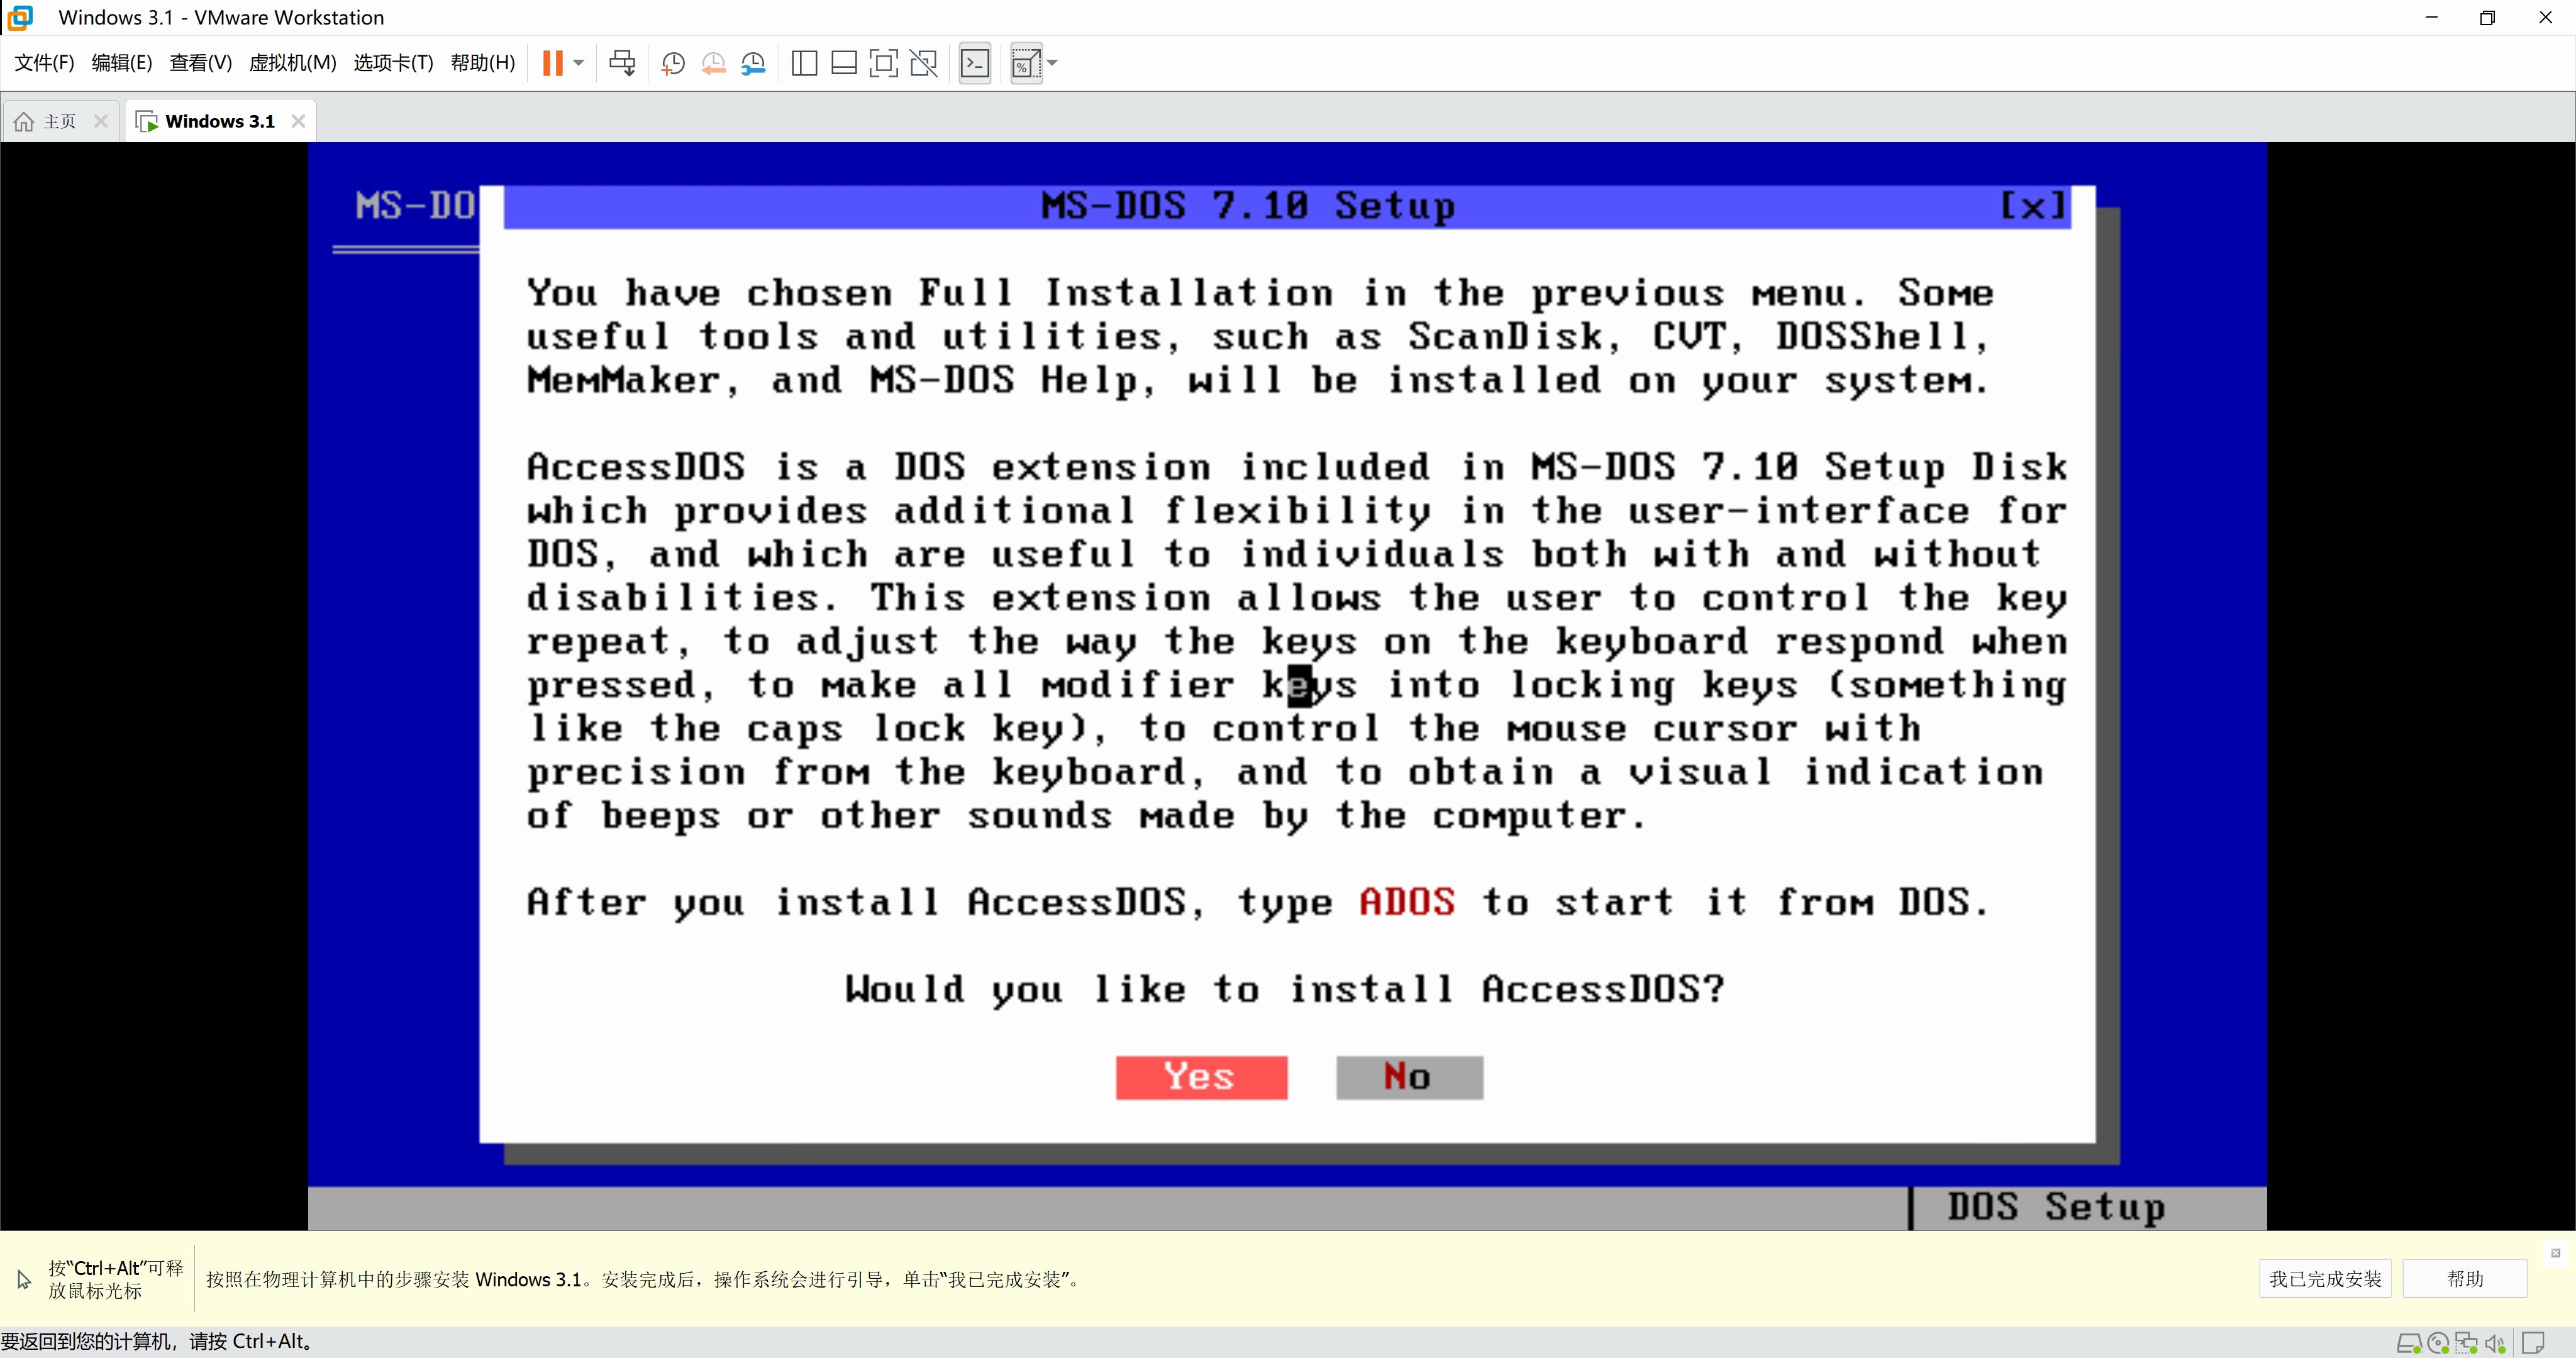 Windows 3.1 - VMware Workstation
文件(F) 编辑(E) 查看(V) 虚拟机(M) 选项卡(T) 帮助(H)
主页 Windows 3.1
MS-DO
MS-DOS 7.10 Setup [x]
You have chosen Full Installation in the previous menu. Some
useful tools and utilities, such as ScanDisk, CVT, DOSShell,
MemMaker, and MS-DOS Help, will be installed on your system.
AccessDOS is a DOS extension included in MS-DOS 7.10 Setup Disk
which provides additional flexibility in the user-interface for
DOS, and which are useful to individuals both with and without
disabilities. This extension allows the user to control the key
repeat, to adjust the way the keys on the keyboard respond when
pressed, to make all modifier keys into locking keys (something
like the caps lock key), to control the mouse cursor with
precision from the keyboard, and to obtain a visual indication
of beeps or other sounds made by the computer.
After you install AccessDOS, type ADOS to start it from DOS.
Would you like to install AccessDOS?
Yes No
DOS Setup
按“Ctrl+Alt”可释
放鼠标光标
按照在物理计算机中的步骤安装 Windows 3.1。安装完成后，操作系统会进行引导，单击“我已完成安装”。
我已完成安装 帮助
要返回到您的计算机，请按 Ctrl+Alt。